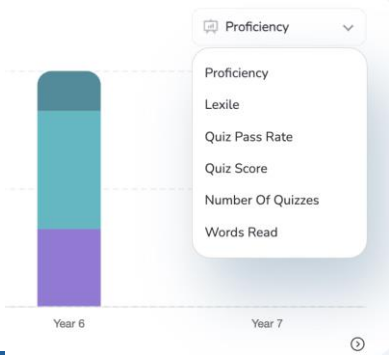 Proficiency
Proficiency
Lexile
Quiz Pass Rate
Quiz Score
Number Of Quizzes
Words Read
Year 6 Year 7